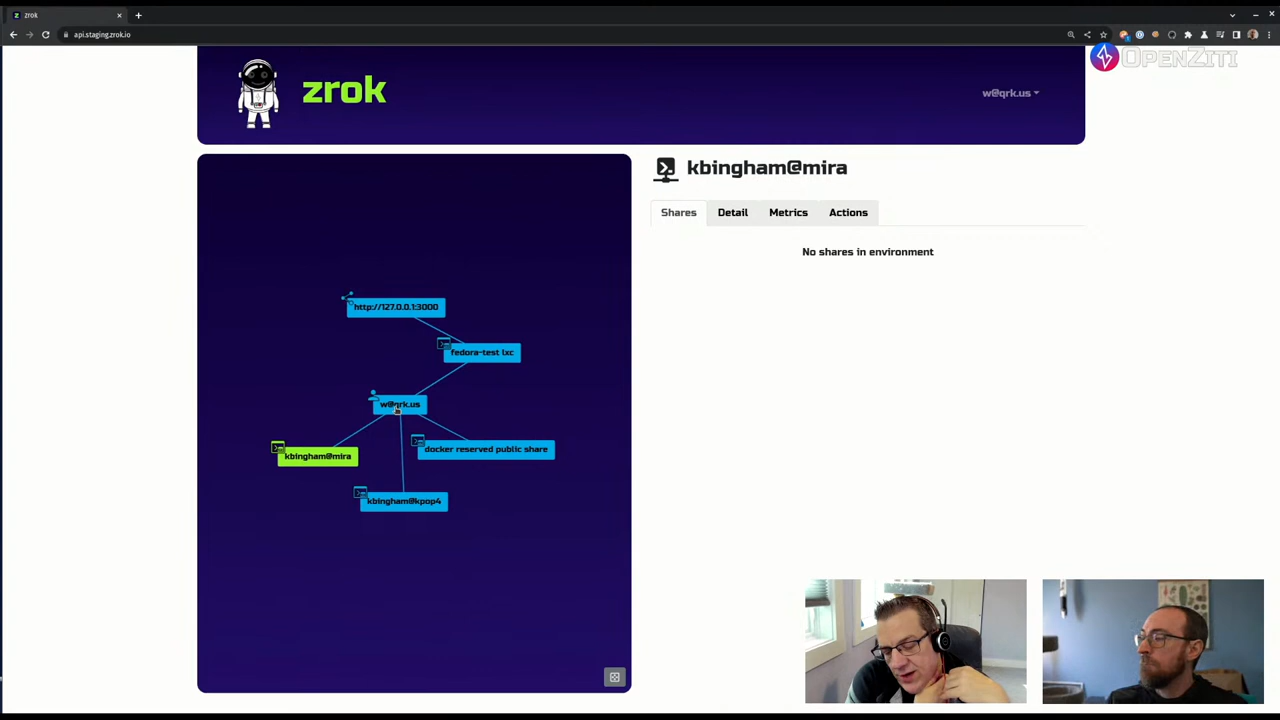 zrok
api.staging.zrok.io
OPENZITI
zrok
w@qrk.us
kbingham@mira
Shares Detail Metrics Actions
No shares in environment
http://127.0.0.1:3000
fedora-test lxc
w@qrk.us
docker reserved public share
kbingham@mira
kbingham@kpop4